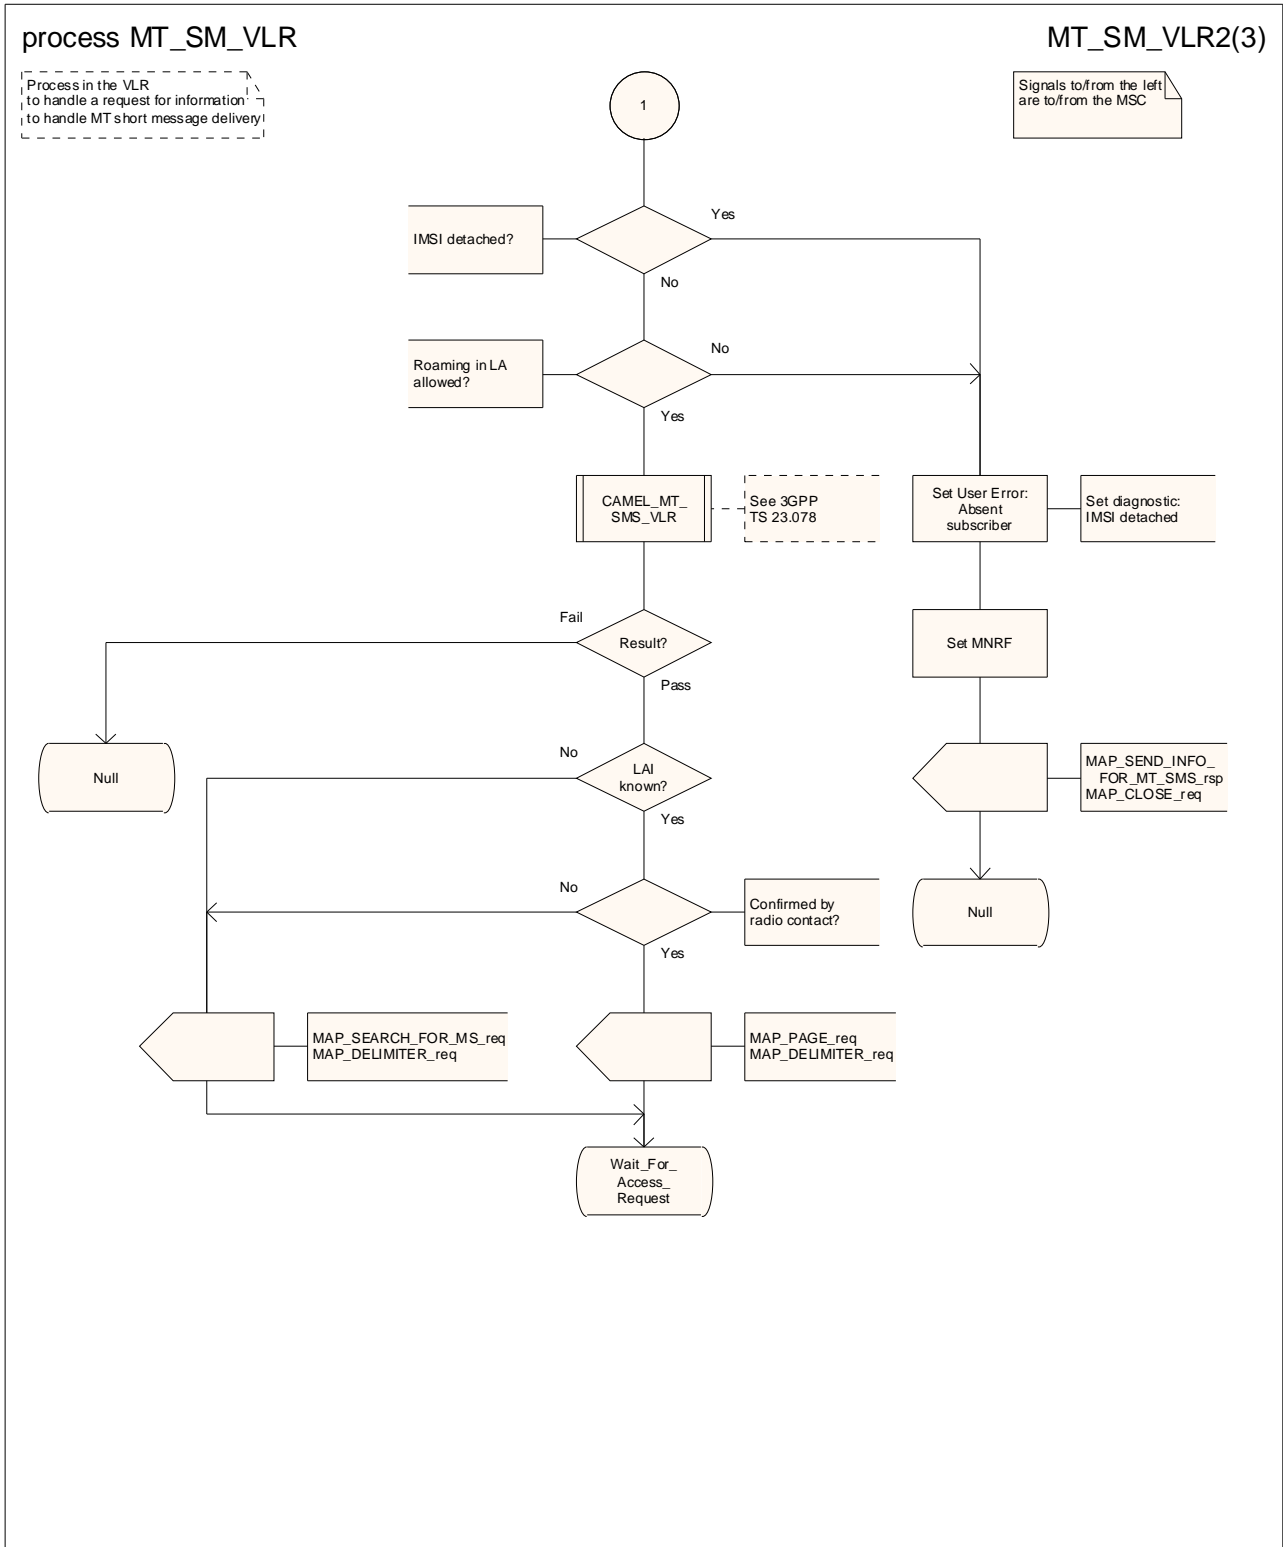 process MT_SM_VLR
MT_SM_VLR2(3)
Process in the VLR
to handle a request for information
to handle MT short message delivery
Signals to/from the left
are to/from the MSC
1
IMSI detached?
Yes
No
Roaming in LA
allowed?
No
Yes
CAMEL_MT_
SMS_VLR
See 3GPP
TS 23.078
Set User Error:
Absent
subscriber
Set diagnostic:
IMSI detached
Fail
Result?
Pass
Set MNRF
Null
No
LAI
known?
Yes
MAP_SEND_INFO_
FOR_MT_SMS_rsp
MAP_CLOSE_req
No
Confirmed by
radio contact?
Yes
Null
MAP_SEARCH_FOR_MS_req
MAP_DELIMITER_req
MAP_PAGE_req
MAP_DELIMITER_req
Wait_For_
Access_
Request